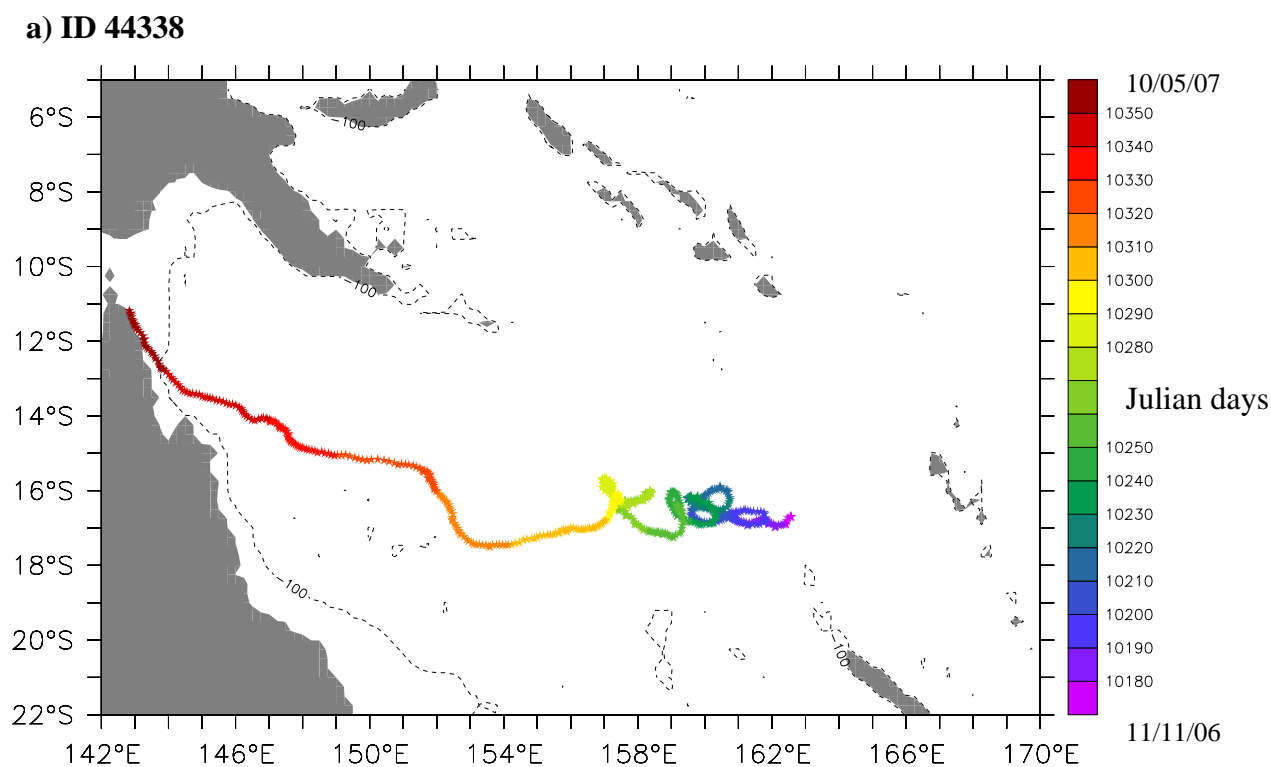 a) ID 44338
6°S
8°S
10°S
12°S
14°S
16°S
18°S
20°S
22°S
142°E
146°E
150°E
154°E
158°E
162°E
166°E
170°E
-100
-100
-100
-100
10/05/07
10350
10340
10330
10320
10310
10300
10290
10280
Julian days
10250
10240
10230
10220
10210
10200
10190
10180
11/11/06